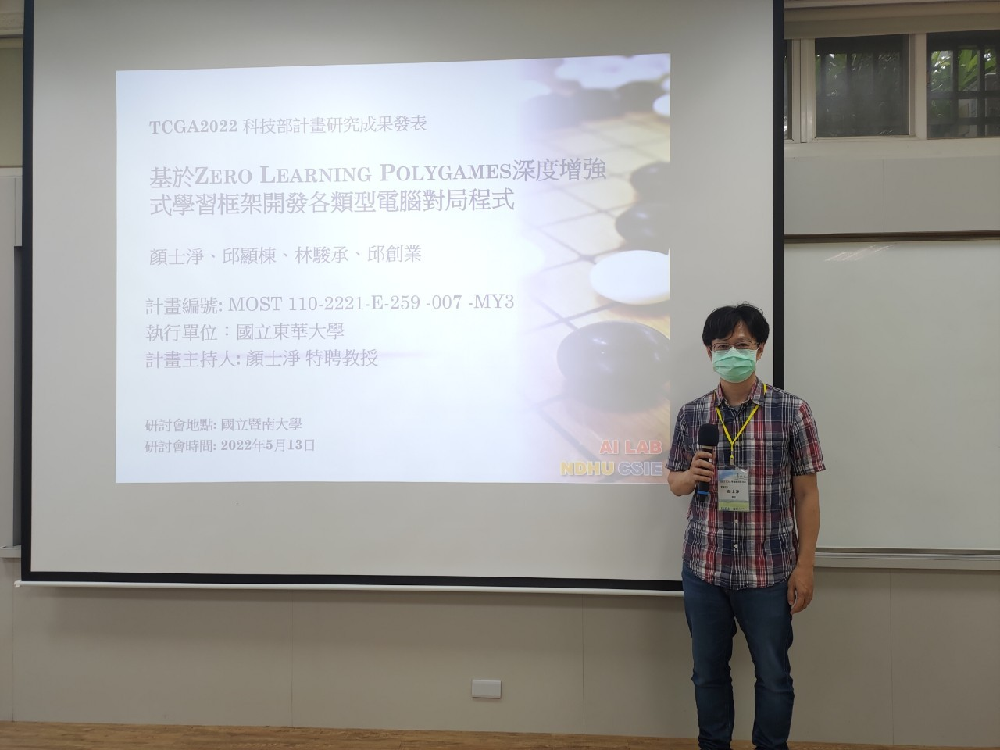 TCGA2022 科技部計畫研究成果發表
基於ZERO LEARNING POLYGAMES深度增強
式學習框架開發各類型電腦對局程式
顏士淨、邱顯棟、林駿承、邱創業
計畫編號: MOST 110-2221-E-259 -007 -MY3
執行單位：國立東華大學
計畫主持人: 顏士淨 特聘教授
研討會地點: 國立暨南大學
研討會時間: 2022年5月13日
AI LAB
NDHU CSIE
顏士淨